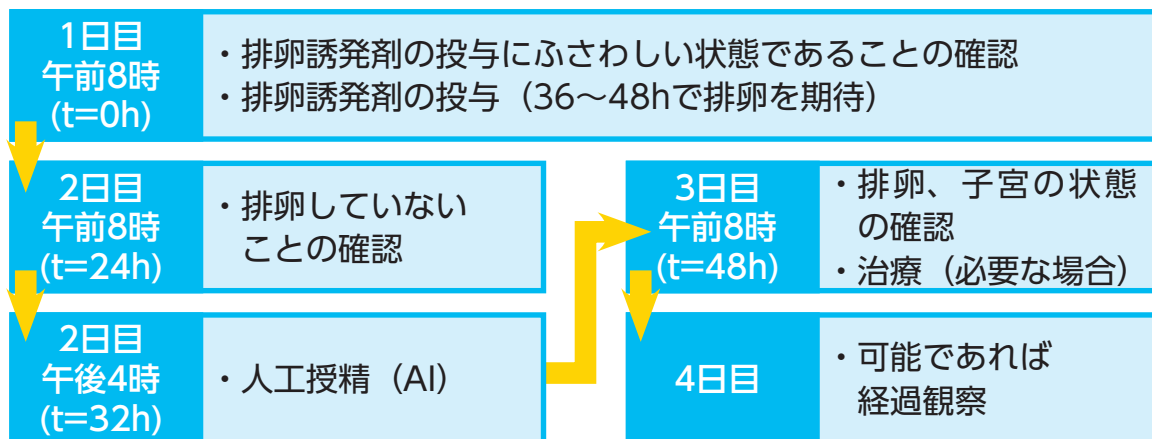 1日目
午前8時
(t=0h)
・排卵誘発剤の投与にふさわしい状態であることの確認
・排卵誘発剤の投与（36〜48hで排卵を期待）
2日目
午前8時
(t=24h)
・排卵していない
ことの確認
2日目
午後4時
(t=32h)
・人工授精（AI）
3日目
午前8時
(t=48h)
・排卵、子宮の状態
の確認
・治療（必要な場合）
4日目
・可能であれば
経過観察